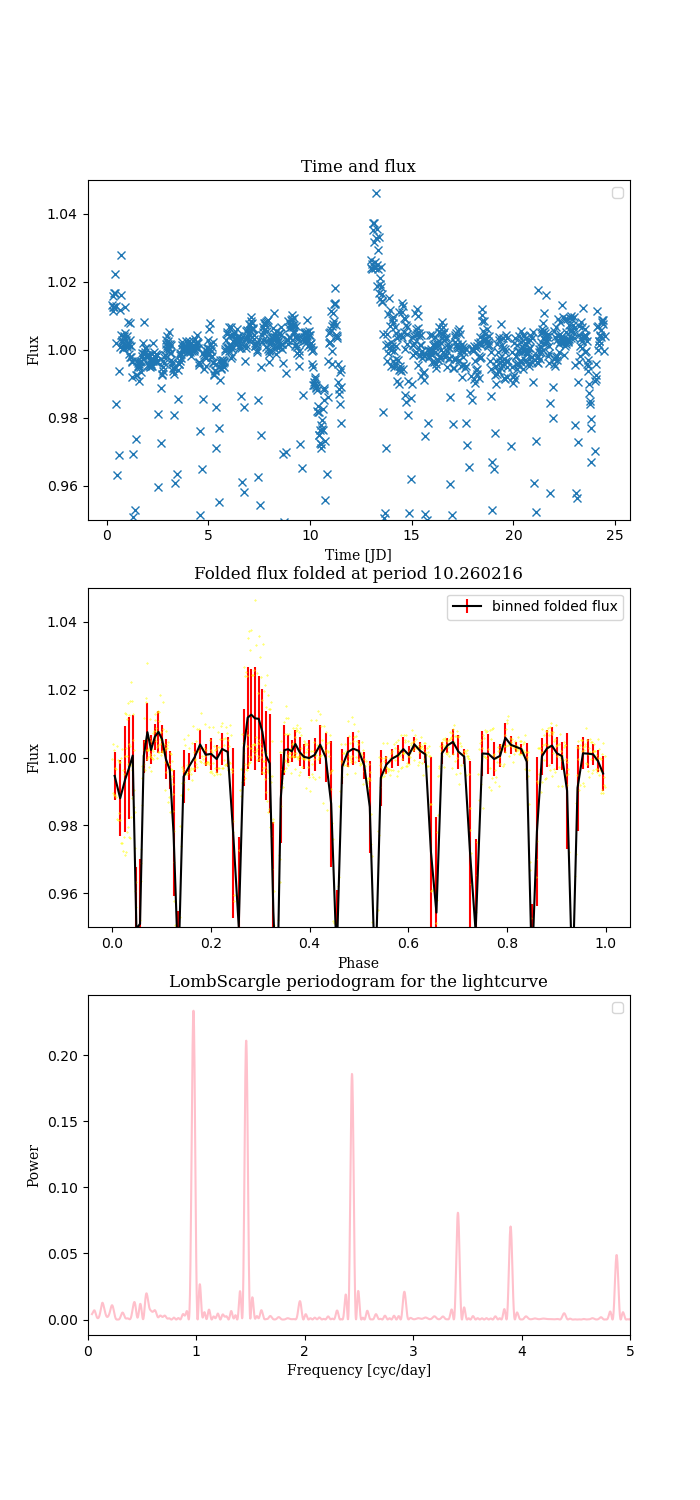 Time and flux
1.04
1.02
1.00
0.98
0.96
Flux
0 5 10 15 20 25
Time [JD]
Folded flux folded at period 10.260216
binned folded flux
1.04
1.02
1.00
0.98
0.96
Flux
0.0 0.2 0.4 0.6 0.8 1.0
Phase
LombScargle periodogram for the lightcurve
0.20
0.15
0.10
0.05
0.00
Power
0 1 2 3 4 5
Frequency [cyc/day]